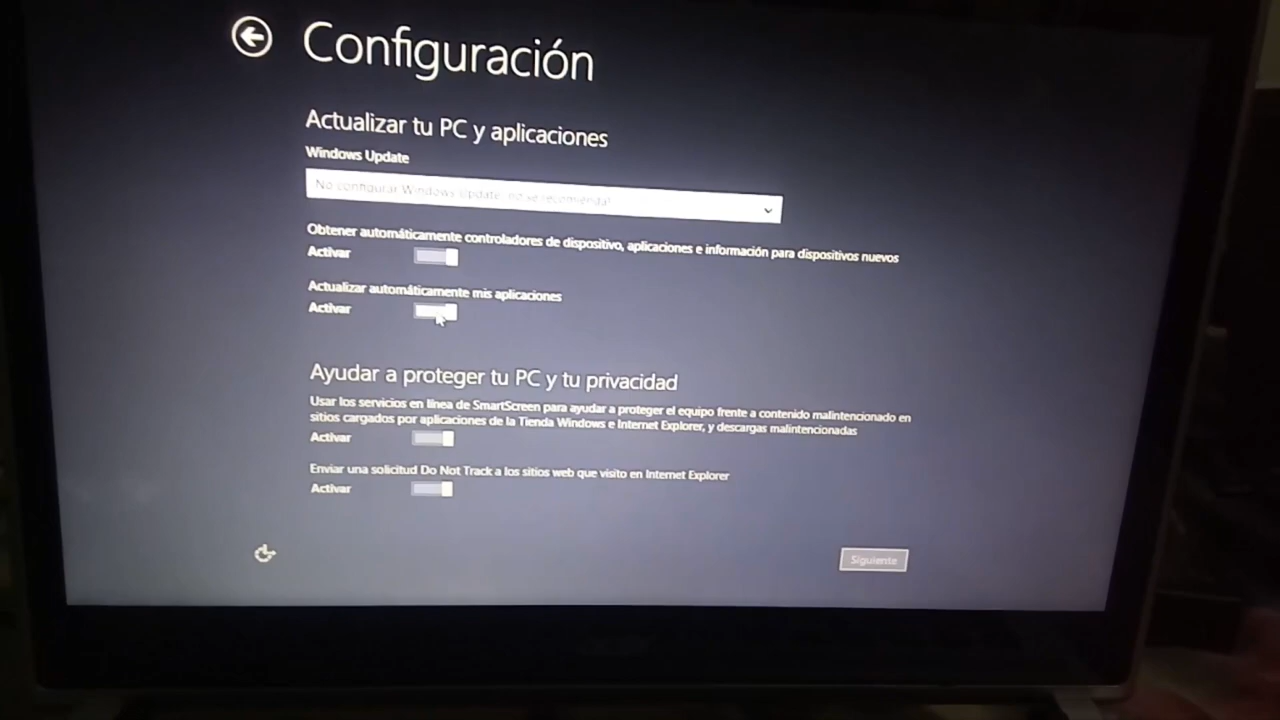 Configuración
Actualizar tu PC y aplicaciones
Windows Update
No configurar Windows Update: no se recomienda
Obtener automáticamente controladores de dispositivo, aplicaciones e información para dispositivos nuevos
Activar
Actualizar automáticamente mis aplicaciones
Activar
Ayudar a proteger tu PC y tu privacidad
Usar los servicios en línea de SmartScreen para ayudar a proteger el equipo frente a contenido malintencionado en
sitios cargados por aplicaciones de la Tienda Windows e Internet Explorer, y descargas malintencionadas
Activar
Enviar una solicitud Do Not Track a los sitios web que visito en Internet Explorer
Activar
Siguiente